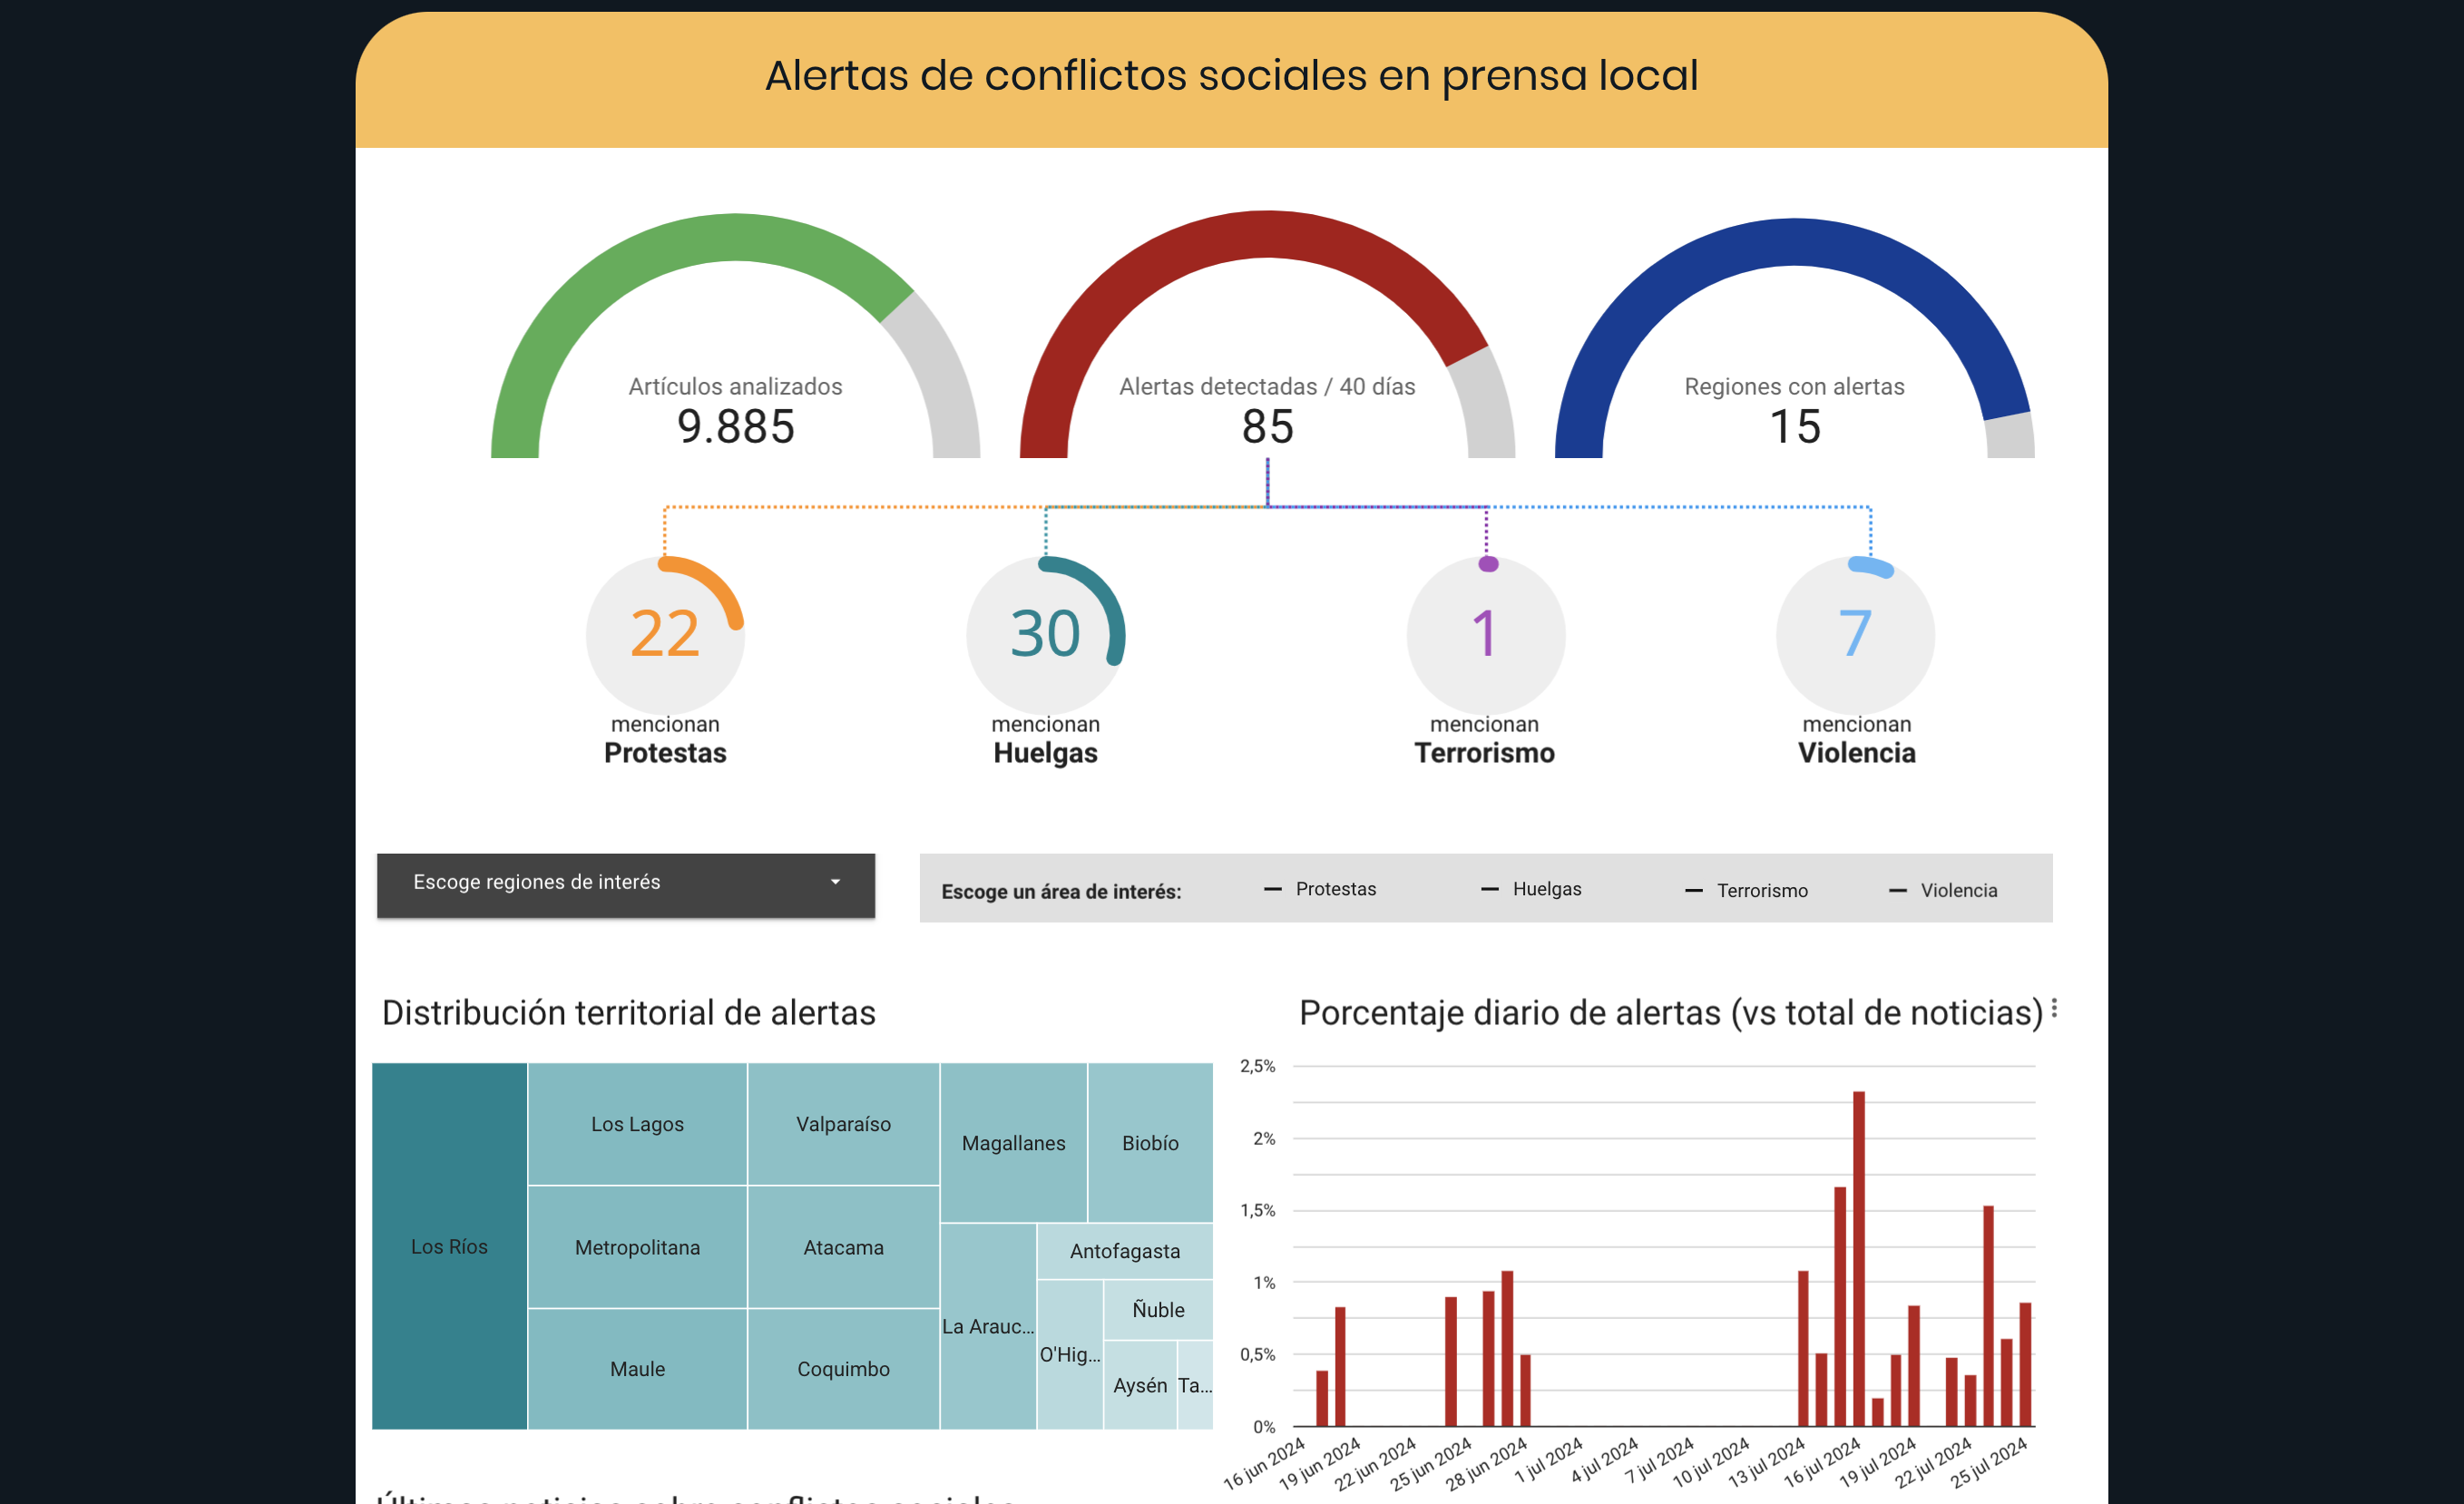 Alertas de conflictos sociales en prensa local
Artículos analizados
9.885
Alertas detectadas / 40 días
85
Regiones con alertas
15
22
mencionan
Protestas
30
mencionan
Huelgas
1
mencionan
Terrorismo
7
mencionan
Violencia
Escoge regiones de interés
Escoge un área de interés:
Protestas
Huelgas
Terrorismo
Violencia
Distribución territorial de alertas
Los Ríos
Los Lagos
Metropolitana
Maule
Valparaíso
Atacama
Coquimbo
Magallanes
Biobío
La Arauc...
Antofagasta
O'Hig...
Ñuble
Aysén
Ta...
Porcentaje diario de alertas (vs total de noticias)
2,5%
2%
1,5%
1%
0,5%
0%
16 jun 2024
19 jun 2024
22 jun 2024
25 jun 2024
28 jun 2024
1 jul 2024
4 jul 2024
7 jul 2024
10 jul 2024
13 jul 2024
16 jul 2024
19 jul 2024
22 jul 2024
25 jul 2024
Últimas noticias sobre conflictos sociales